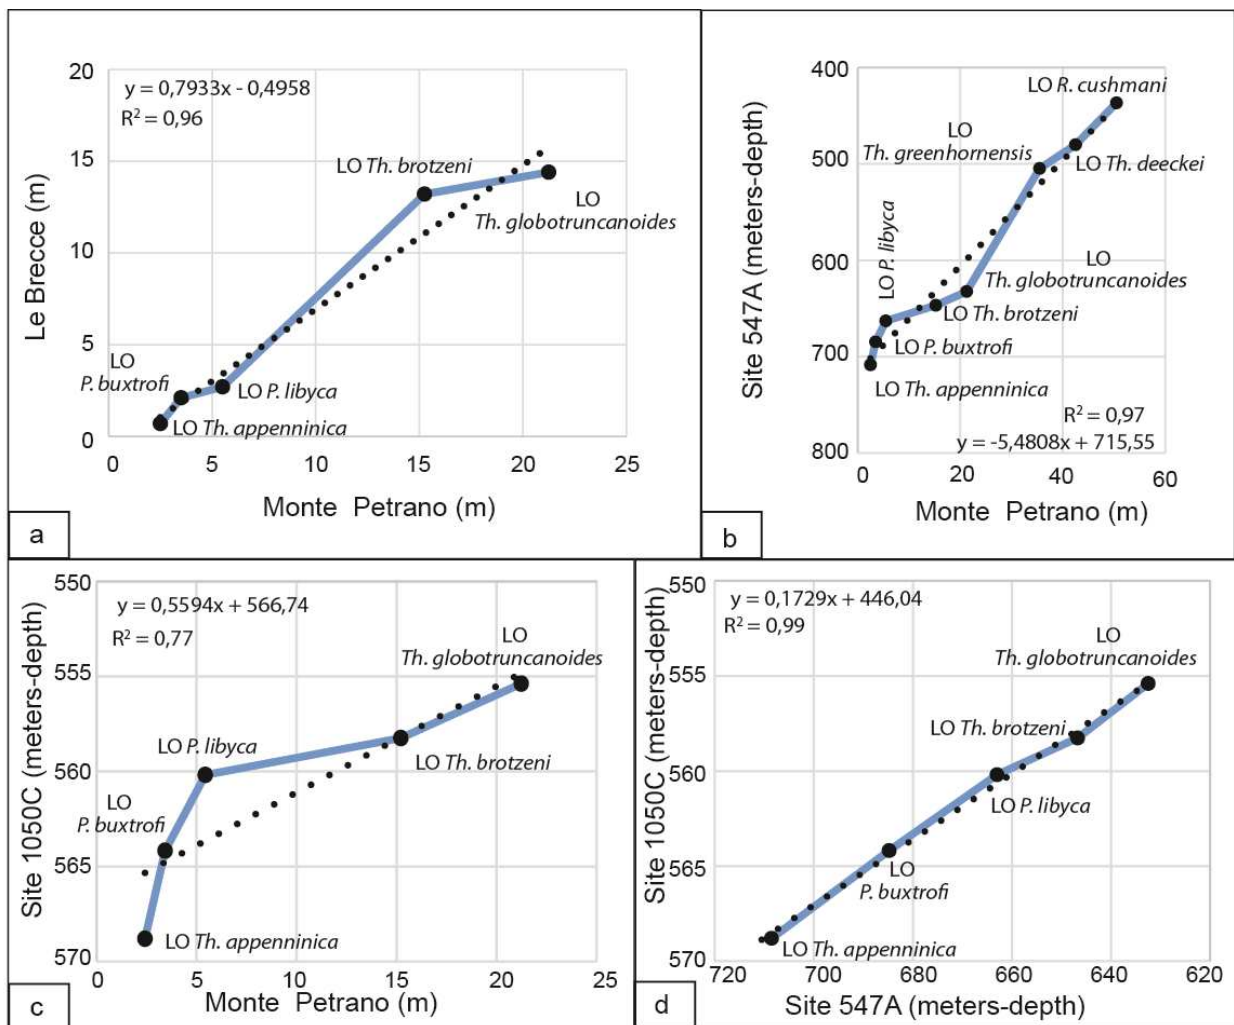 20
y = 0,7933x - 0,4958
R² = 0,96
15
LO Th. brotzeni
LO
Th. globotruncanoides
10
5
LO
P. buxtrofi
LO P. libyca
LO Th. appenninica
0
0 5 10 15 20 25
Le Brecce (m)
Monte Petrano (m)
a
400
LO R. cushmani
LO
Th. greenhornensis
500
LO Th. deeckei
LO P. libyca
LO
Th. globotruncanoides
600
LO Th. brotzeni
LO P. buxtrofi
700
LO Th. appenninica
R² = 0,97
y = -5,4808x + 715,55
800
0 20 40 60
Site 547A (meters-depth)
Monte Petrano (m)
b
550
y = 0,5594x + 566,74
R² = 0,77
LO
Th. globotruncanoides
555
LO P. libyca
LO Th. brotzeni
560
LO
P. buxtrofi
565
LO Th. appenninica
570
0 5 10 15 20 25
Site 1050C (meters-depth)
Monte Petrano (m)
c
550
y = 0,1729x + 446,04
R² = 0,99
LO
Th. globotruncanoides
555
LO Th. brotzeni
560
LO P. libyca
565
LO
P. buxtrofi
LO Th. appenninica
570
720 700 680 660 640 620
Site 1050C (meters-depth)
Site 547A (meters-depth)
d